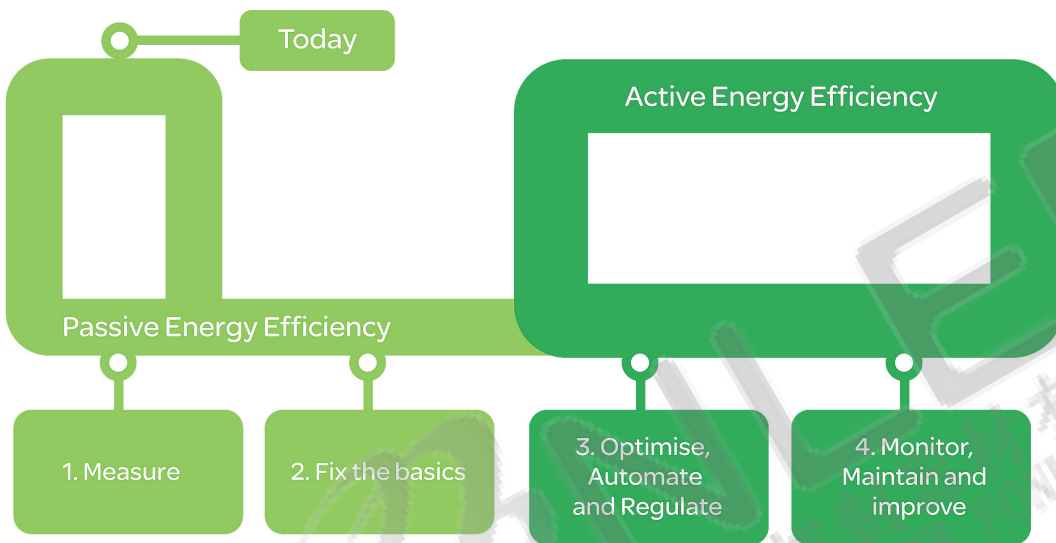 Today
Active Energy Efficiency
Passive Energy Efficiency
1. Measure
2. Fix the basics
3. Optimise,
Automate
and Regulate
4. Monitor,
Maintain and
improve